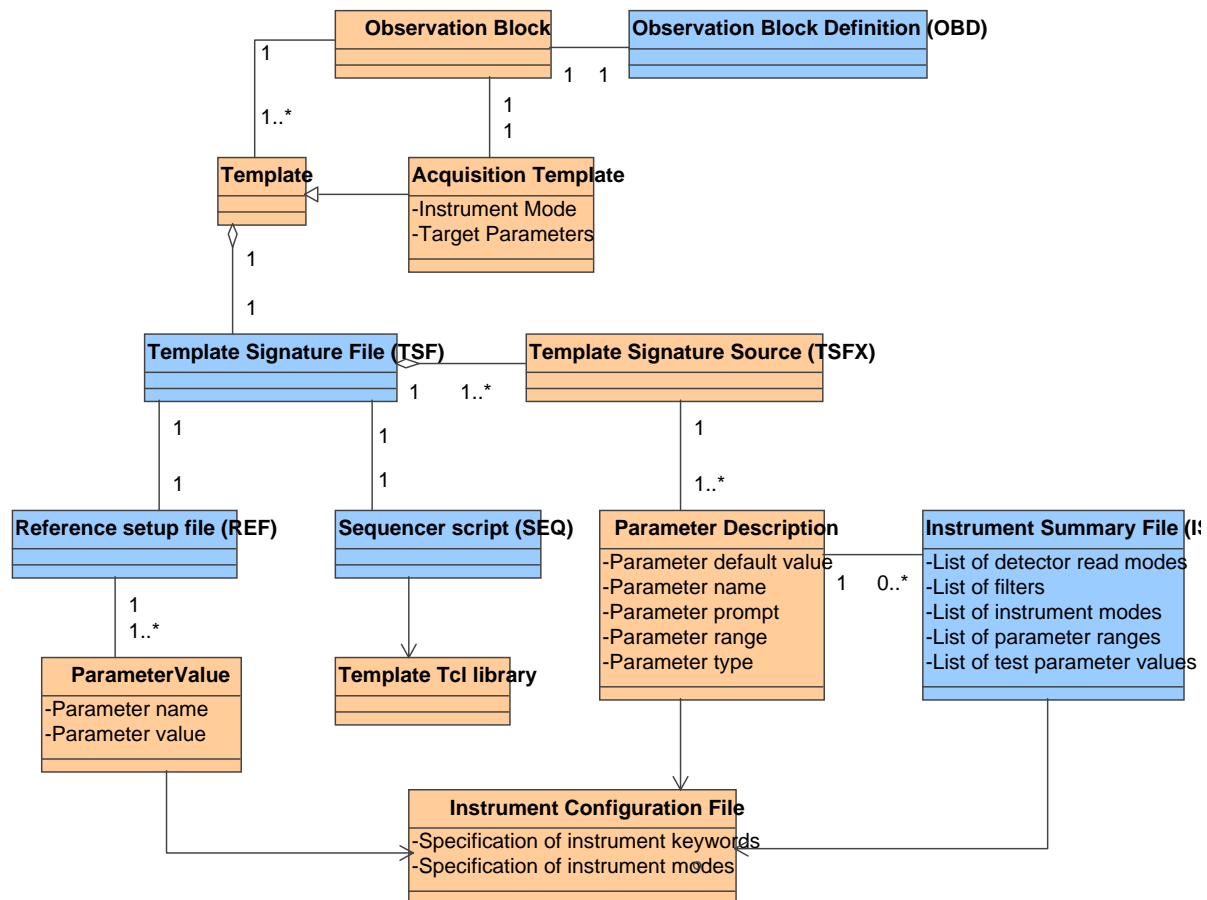 Observation Block
Observation Block Definition (OBD)
1
1 1
1..*
1
1
Template
Acquisition Template
-Instrument Mode
-Target Parameters
1
1
Template Signature File (TSF)
Template Signature Source (TSFX)
1 1..*
1
1
1
1
1
1..*
Reference setup file (REF)
Sequencer script (SEQ)
Parameter Description
-Parameter default value
-Parameter name
-Parameter prompt
-Parameter range
-Parameter type
1 0..*
Instrument Summary File (IS
-List of detector read modes
-List of filters
-List of instrument modes
-List of parameter ranges
-List of test parameter values
1
1..*
ParameterValue
-Parameter name
-Parameter value
Template Tcl library
Instrument Configuration File
-Specification of instrument keywords
-Specification of instrument modes